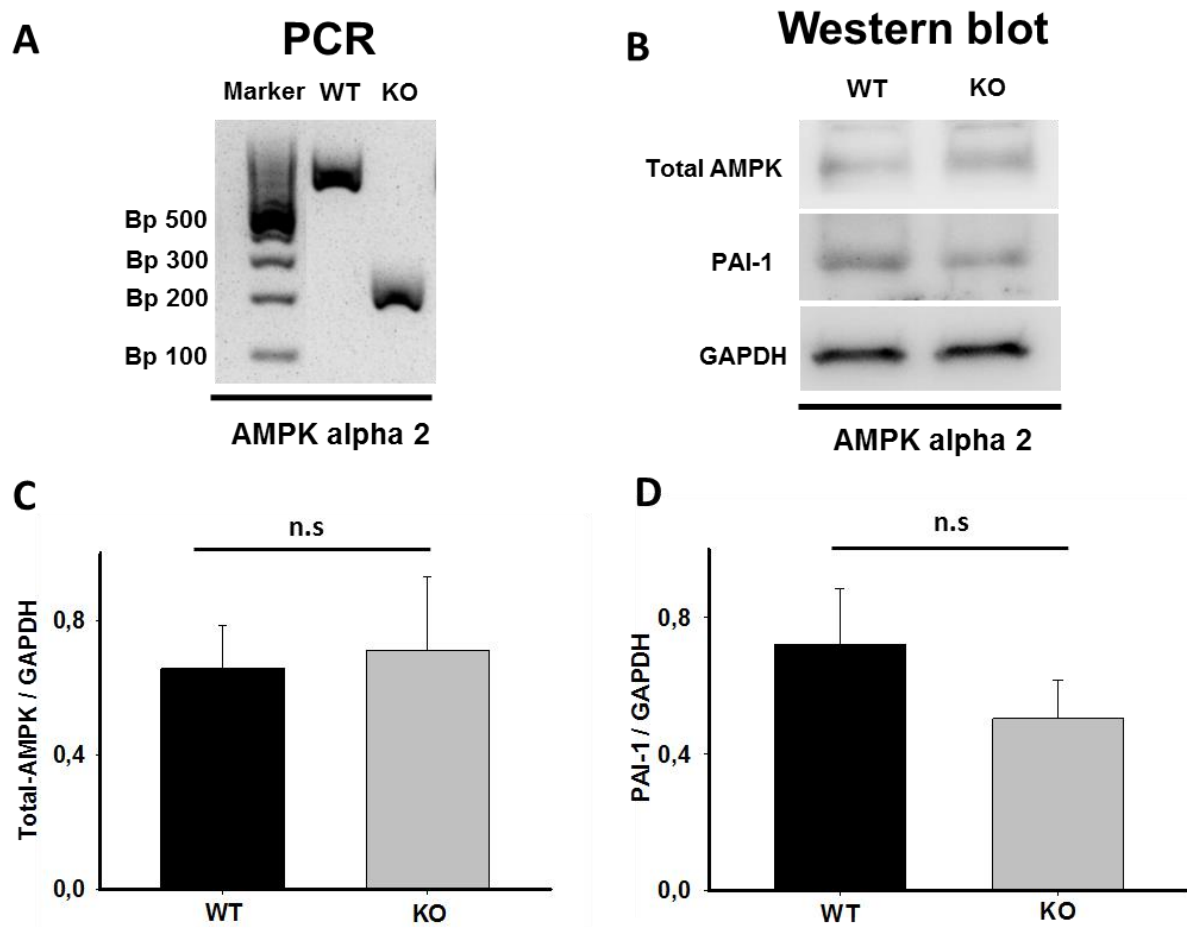 A
PCR
Marker WT KO
Bp 500
Bp 300
Bp 200
Bp 100
AMPK alpha 2
B
Western blot
WT KO
Total AMPK
PAI-1
GAPDH
AMPK alpha 2
C
n.s
Total-AMPK / GAPDH
0,8
0,4
0,0
WT KO
D
n.s
PAI-1 / GAPDH
0,8
0,4
0,0
WT KO